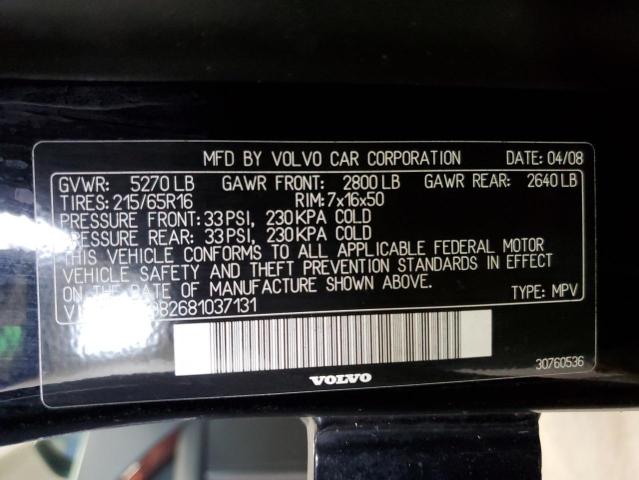 MFD BY VOLVO CAR CORPORATION DATE: 04/08
GVWR: 5270 LB GAWR FRONT: 2800 LB GAWR REAR: 2640 LB
TIRES: 215/65R16 RIM: 7x16x50
PRESSURE FRONT: 33 PSI, 230 KPA COLD
PRESSURE REAR: 33 PSI, 230 KPA COLD
THIS VEHICLE CONFORMS TO ALL APPLICABLE FEDERAL MOTOR
VEHICLE SAFETY AND THEFT PREVENTION STANDARDS IN EFFECT
ON THE DATE OF MANUFACTURE SHOWN ABOVE.
TYPE: MPV
82681037131
30760536
VOLVO